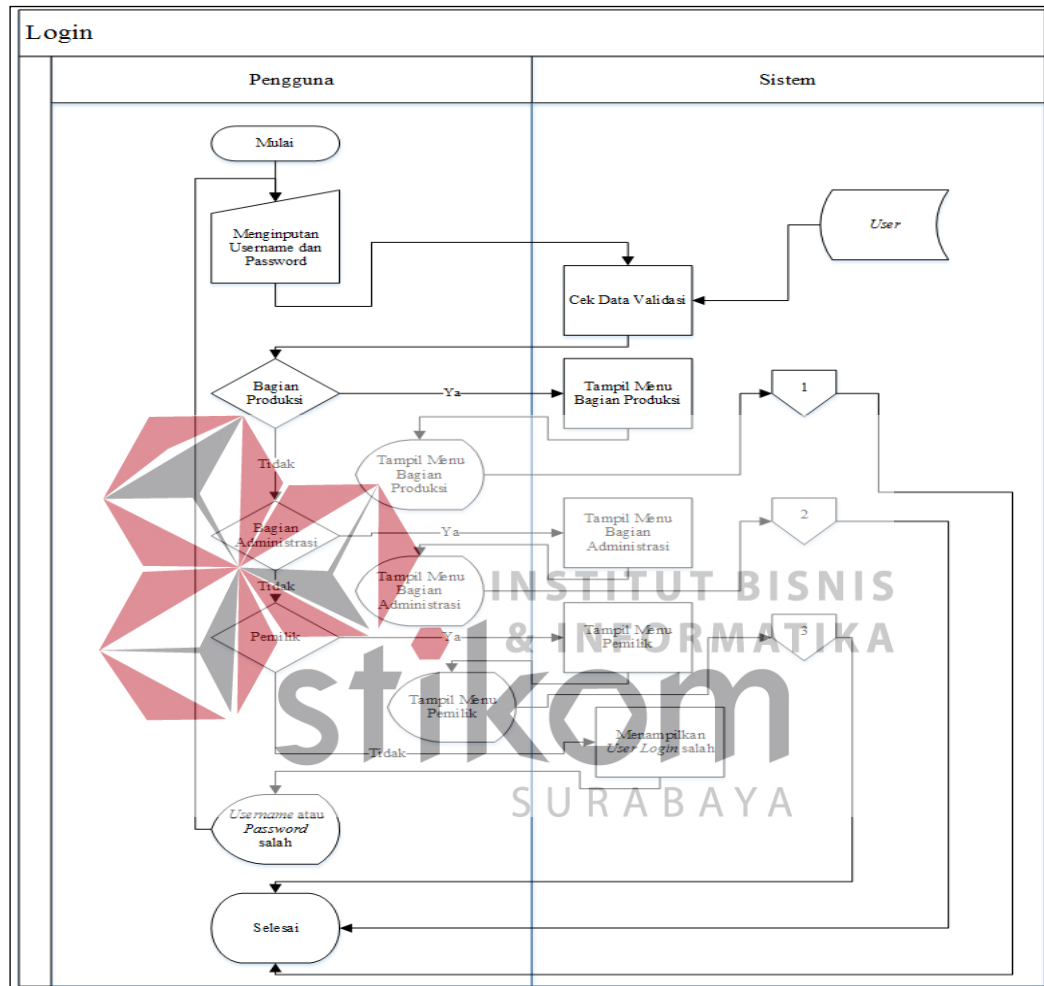 Login
Pengguna
Sistem
Mulai
Menginputan
Username dan
Password
User
Cek Data Validasi
Bagian
Produksi
Ya
Tampil Menu
Bagian Produksi
1
Tidak
Tampil Menu
Bagian
Produksi
Bagian
Administrasi
Ya
Tampil Menu
Bagian
Administrasi
2
Tidak
Tampil Menu
Bagian
Administrasi
INSTITUT BISNIS
& INFORMATIKA
Pemilik
Ya
Tampil Menu
Pemilik
3
Tampil Menu
Pemilik
stikom
Tidak
Menampilkan
User Login salah
SURABAYA
Username atau
Password
salah
Selesai